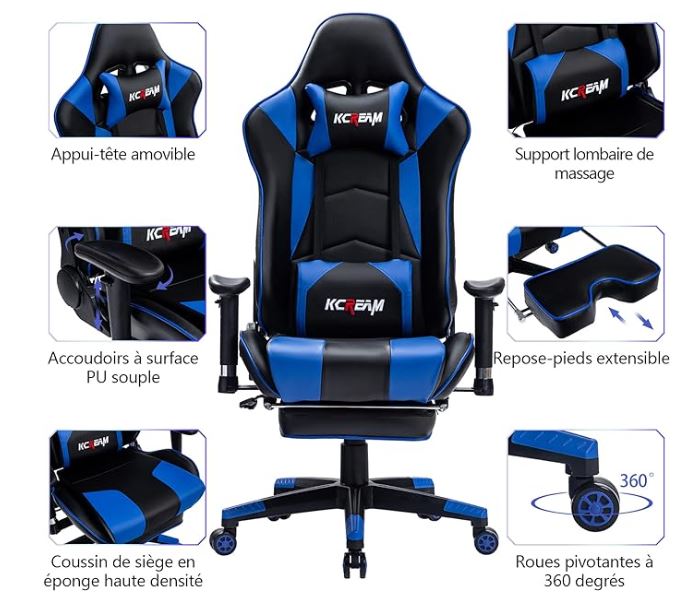 KCREAM
Appui-tête amovible
KCREAM
KCREAM
KCREAM
Support lombaire de
massage
KCREAM
Accoudoirs à surface
PU souple
Repose-pieds extensible
KCREAM
Coussin de siège en
éponge haute densité
360°
Roues pivotantes à
360 degrés